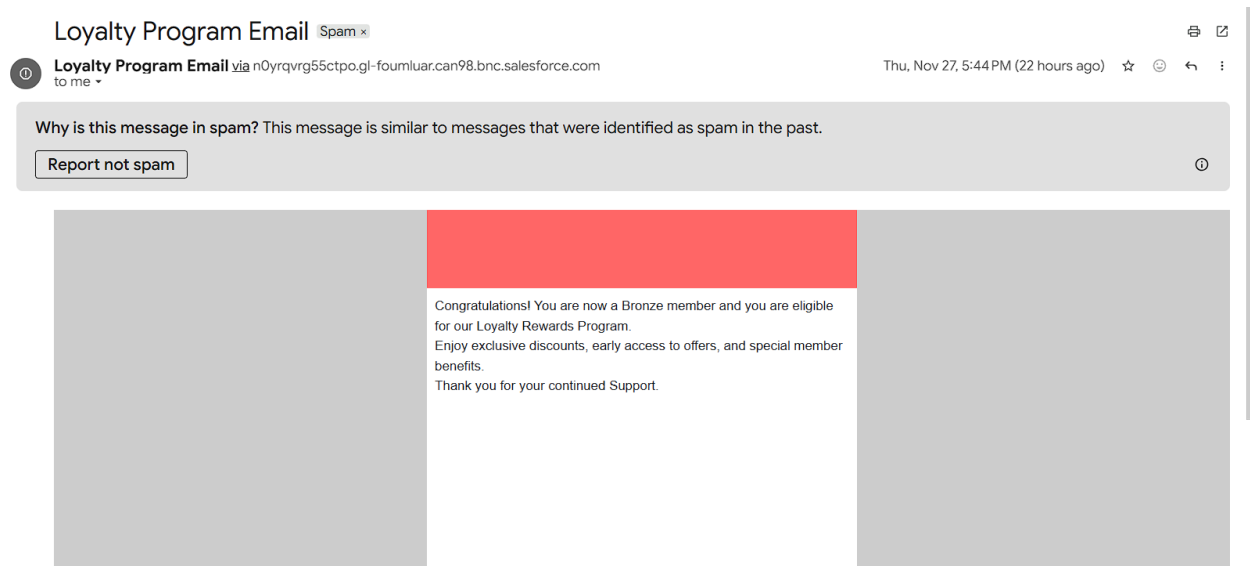 Loyalty Program Email Spam ×
Loyalty Program Email via n0yrqvrg55ctpo.gl-foumluar.can98.bnc.salesforce.com Thu, Nov 27, 5:44 PM (22 hours ago)
to me
Why is this message in spam? This message is similar to messages that were identified as spam in the past.
Report not spam
Congratulations! You are now a Bronze member and you are eligible
for our Loyalty Rewards Program.
Enjoy exclusive discounts, early access to offers, and special member
benefits.
Thank you for your continued Support.